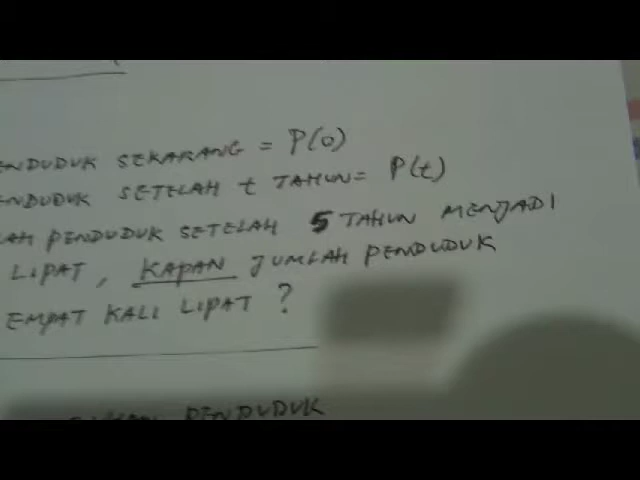 ENDUDUK SEKARANG = P(0)
ENDUDUK SETELAH t TAHUN = P(t)
LAH PENDUDUK SETELAH 5 TAHUN MENJADI
LIPAT, KAPAN JUMLAH PENDUDUK
EMPAT KALI LIPAT ?
PENDUDUK